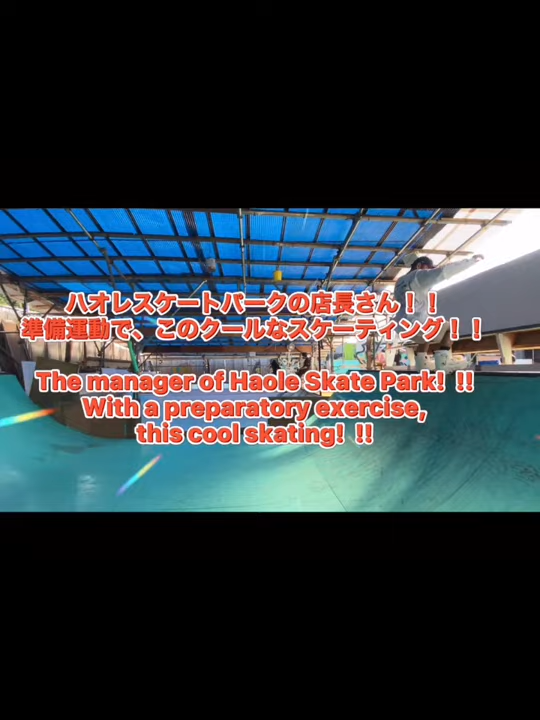 ハオレスケートパークの店長さん！！
準備運動で、このクールなスケーティング！！
The manager of Haole Skate Park! !!
With a preparatory exercise,
this cool skating! !!